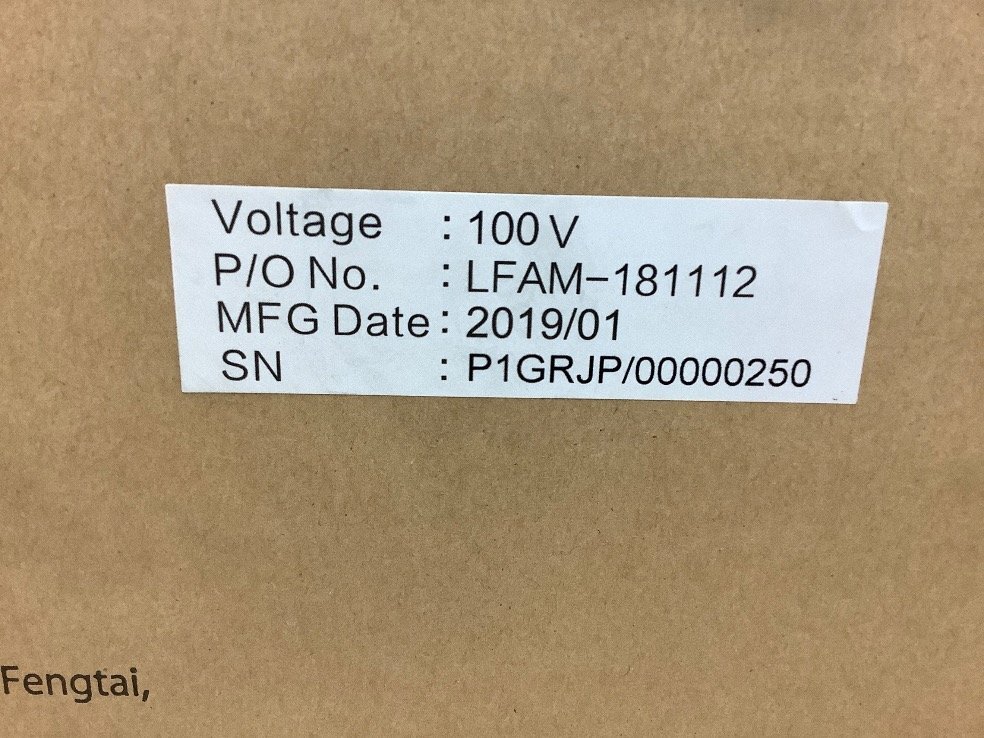 Voltage : 100 V
P/O No. : LFAM-181112
MFG Date : 2019/01
SN : P1GRJP/00000250
Fengtai,